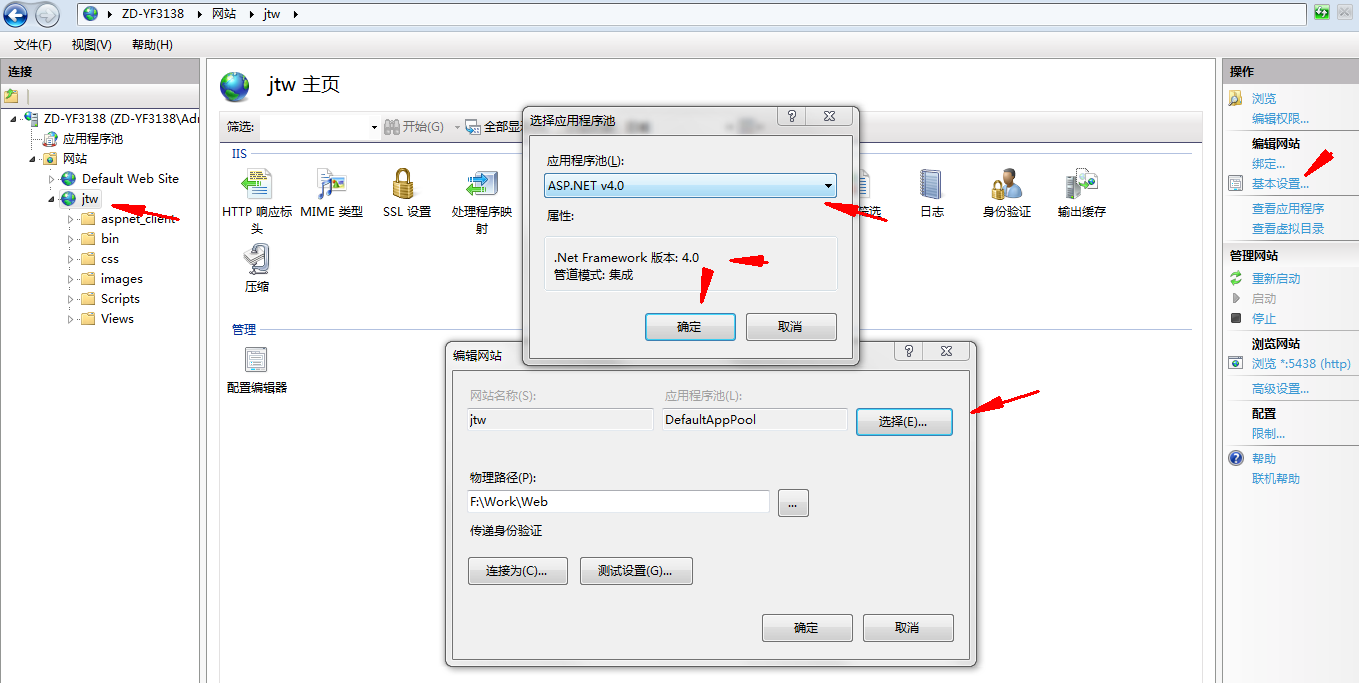 ZD-YF3138
网站
jtw
文件(F)
视图(V)
帮助(H)
连接
ZD-YF3138 (ZD-YF3138\Adr
应用程序池
网站
Default Web Site
jtw
aspnet_client
bin
css
images
Scripts
Views
jtw 主页
筛选:
开始(G)
全部显
IIS
HTTP 响应标头
MIME 类型
SSL 设置
处理程序映射
筛选
日志
身份验证
输出缓存
压缩
管理
配置编辑器
选择应用程序池
应用程序池(L):
ASP.NET v4.0
属性:
.Net Framework 版本: 4.0
管道模式: 集成
确定
取消
编辑网站
网站名称(S):
应用程序池(L):
jtw
DefaultAppPool
选择(E)...
物理路径(P):
F:\Work\Web
...
传递身份验证
连接为(C)...
测试设置(G)...
确定
取消
操作
浏览
编辑权限...
编辑网站
绑定...
基本设置...
查看应用程序
查看虚拟目录
管理网站
重新启动
启动
停止
浏览网站
浏览 *:5438 (http)
高级设置...
配置
限制...
帮助
联机帮助